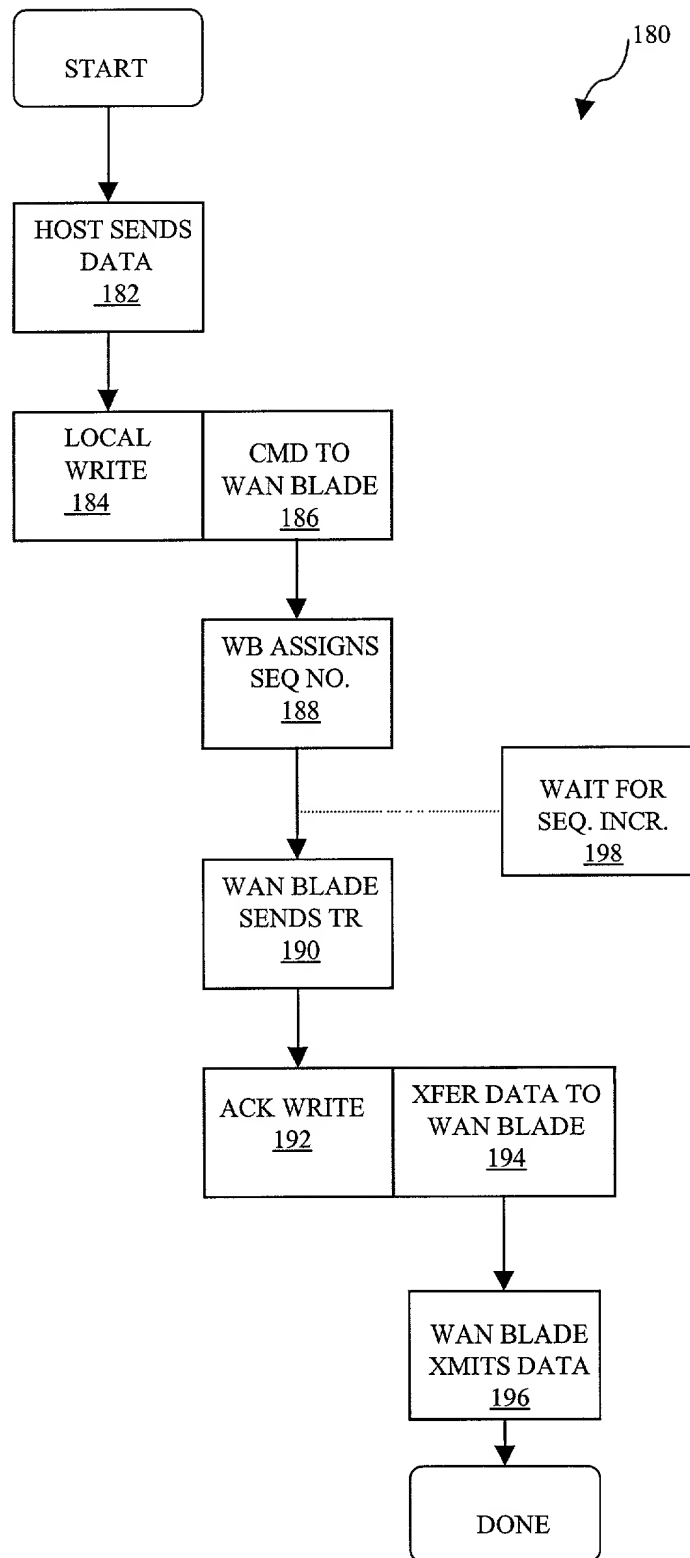 180
START
HOST SENDS
DATA
182
LOCAL
WRITE
184
CMD TO
WAN BLADE
186
WB ASSIGNS
SEQ NO.
188
WAIT FOR
SEQ. INCR.
198
WAN BLADE
SENDS TR
190
ACK WRITE
192
XFER DATA TO
WAN BLADE
194
WAN BLADE
XMITS DATA
196
DONE